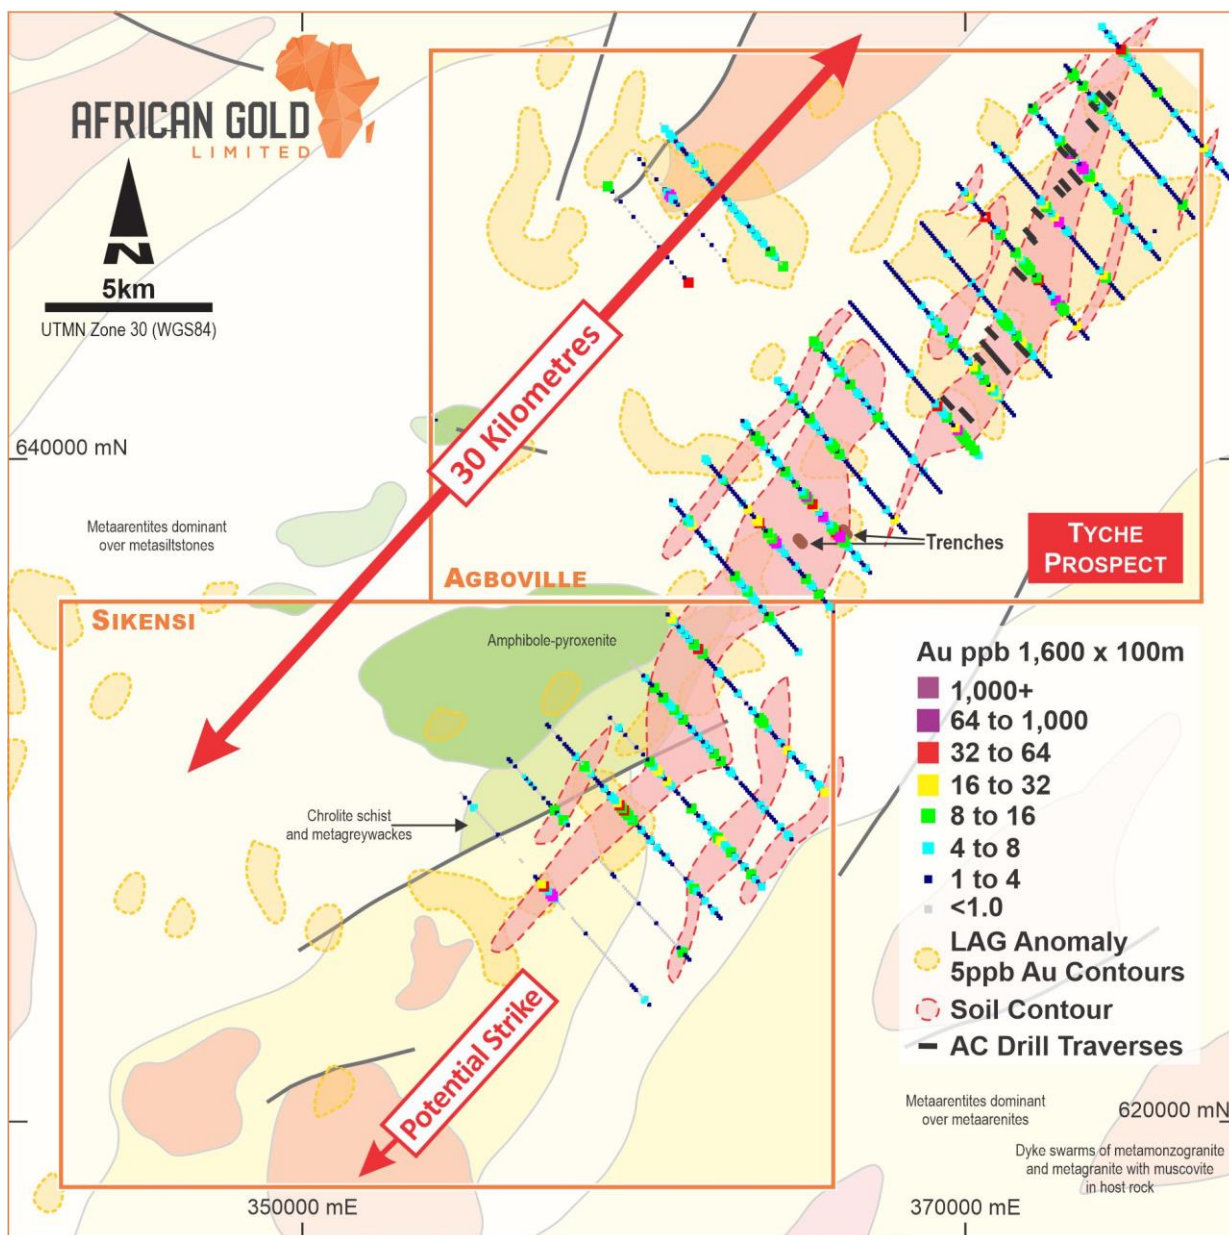 AFRICAN GOLD
LIMITED
N
5km
UTMN Zone 30 (WGS84)
30 Kilometres
640000 mN
Metaarentites dominant
over metasiltstones
Trenches
TYCHE
PROSPECT
AGBOVILLE
SIKENSI
Amphibole-pyroxenite
Chrolite schist
and metagreywackes
Potential Strike
Au ppb 1,600 x 100m
1,000+
64 to 1,000
32 to 64
16 to 32
8 to 16
4 to 8
1 to 4
<1.0
LAG Anomaly
5ppb Au Contours
Soil Contour
AC Drill Traverses
Metaarentites dominant
over metaarenites
620000 mN
Dyke swarms of metamonzogranite
and metagranite with muscovite
in host rock
350000 mE
370000 mE